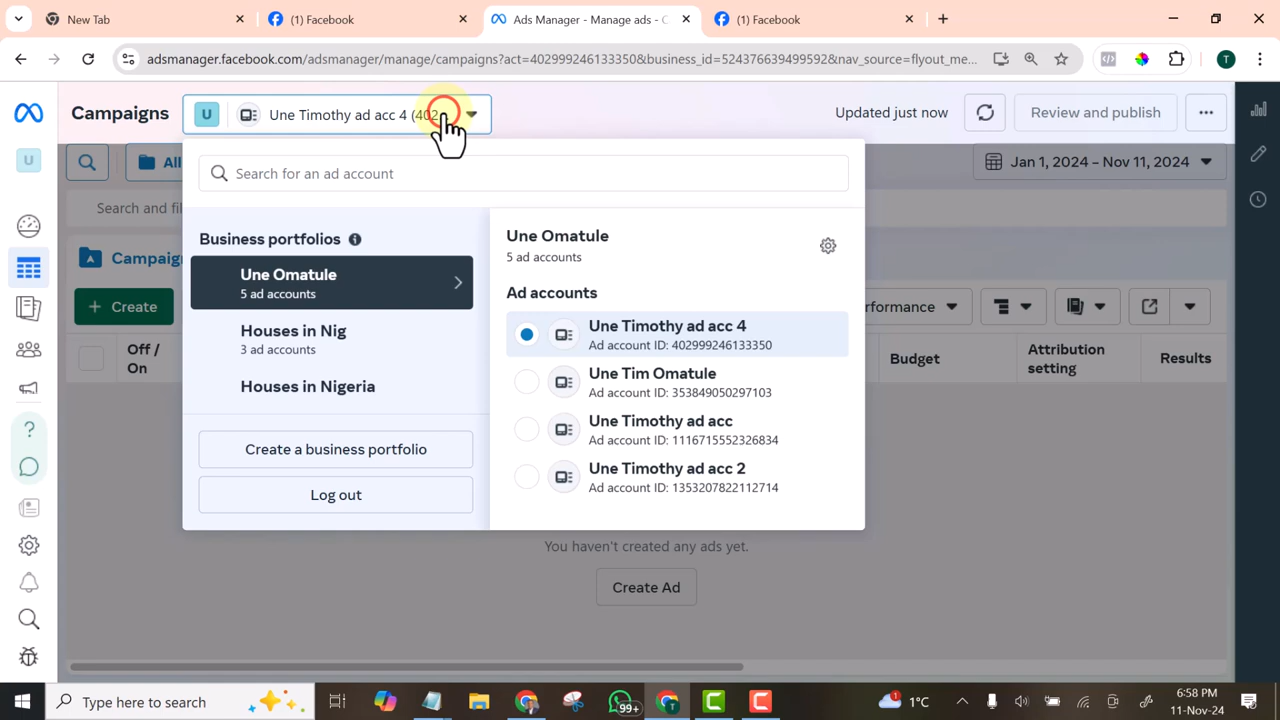 New Tab
(1) Facebook
Ads Manager - Manage ads - C
(1) Facebook
adsmanager.facebook.com/adsmanager/manage/campaigns?act=402999246133350&business_id=524376639499592&nav_source=flyout_me...
T
Campaigns
U
Une Timothy ad acc 4 (402
Updated just now
Review and publish
U
All
Jan 1, 2024 – Nov 11, 2024
Search for an ad account
Search and fil
Business portfolios
Une Omatule
5 ad accounts
Campaign
Une Omatule
5 ad accounts
Ad accounts
Create
erformance
Houses in Nig
3 ad accounts
Une Timothy ad acc 4
Ad account ID: 402999246133350
Off /
On
Budget
Attribution
setting
Results
Houses in Nigeria
Une Tim Omatule
Ad account ID: 353849050297103
Une Timothy ad acc
Ad account ID: 1116715552326834
Create a business portfolio
Une Timothy ad acc 2
Ad account ID: 1353207822112714
Log out
You haven't created any ads yet.
Create Ad
Type here to search
99+
1
1°C
6:58 PM
11-Nov-24